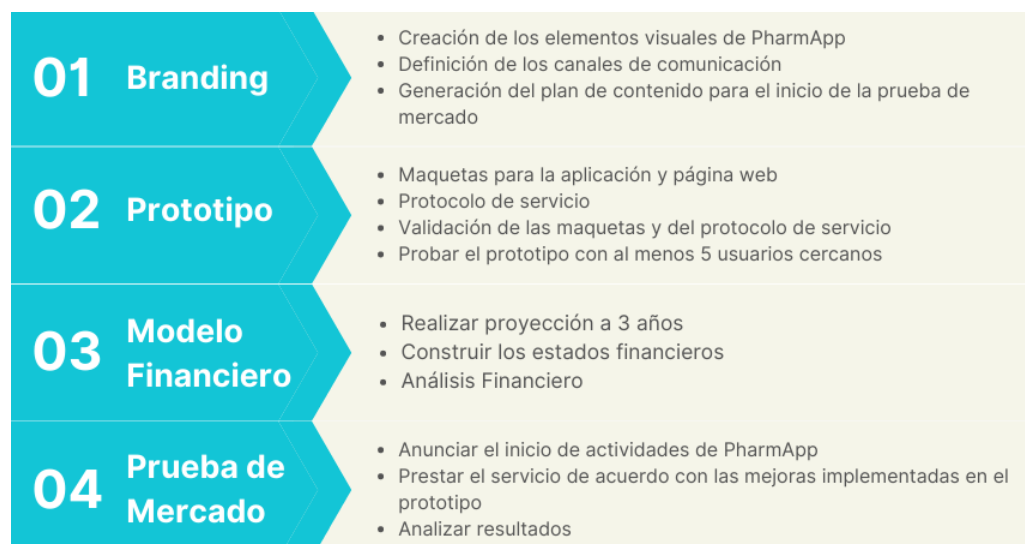 01 Branding
• Creación de los elementos visuales de PharmApp
• Definición de los canales de comunicación
• Generación del plan de contenido para el inicio de la prueba de
mercado
02 Prototipo
• Maquetas para la aplicación y página web
• Protocolo de servicio
• Validación de las maquetas y del protocolo de servicio
• Probar el prototipo con al menos 5 usuarios cercanos
03 Modelo
Financiero
• Realizar proyección a 3 años
• Construir los estados financieros
• Análisis Financiero
04 Prueba de
Mercado
• Anunciar el inicio de actividades de PharmApp
• Prestar el servicio de acuerdo con las mejoras implementadas en el
prototipo
• Analizar resultados